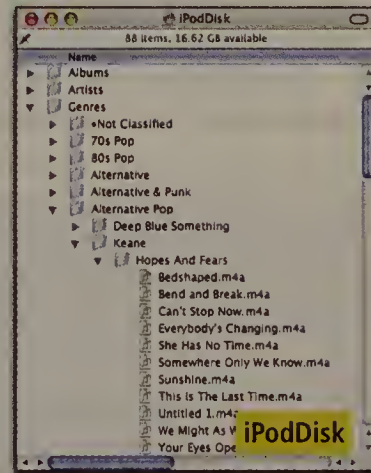 iPodDisk
88 items, 16.62 GB available
Name
Albums
Artists
Genres
•Not Classified
70s Pop
80s Pop
Alternative
Alternative & Punk
Alternative Pop
Deep Blue Something
Keane
Hopes And Fears
Bedshaped.m4a
Bend and Break.m4a
Can't Stop Now.m4a
Everybody's Changing.m4a
She Has No Time.m4a
Somewhere Only We Know.m4a
Sunshine.m4a
This Is The Last Time.m4a
Untitled 1.m4a
We Might As
Your Eyes Ope
iPodDisk